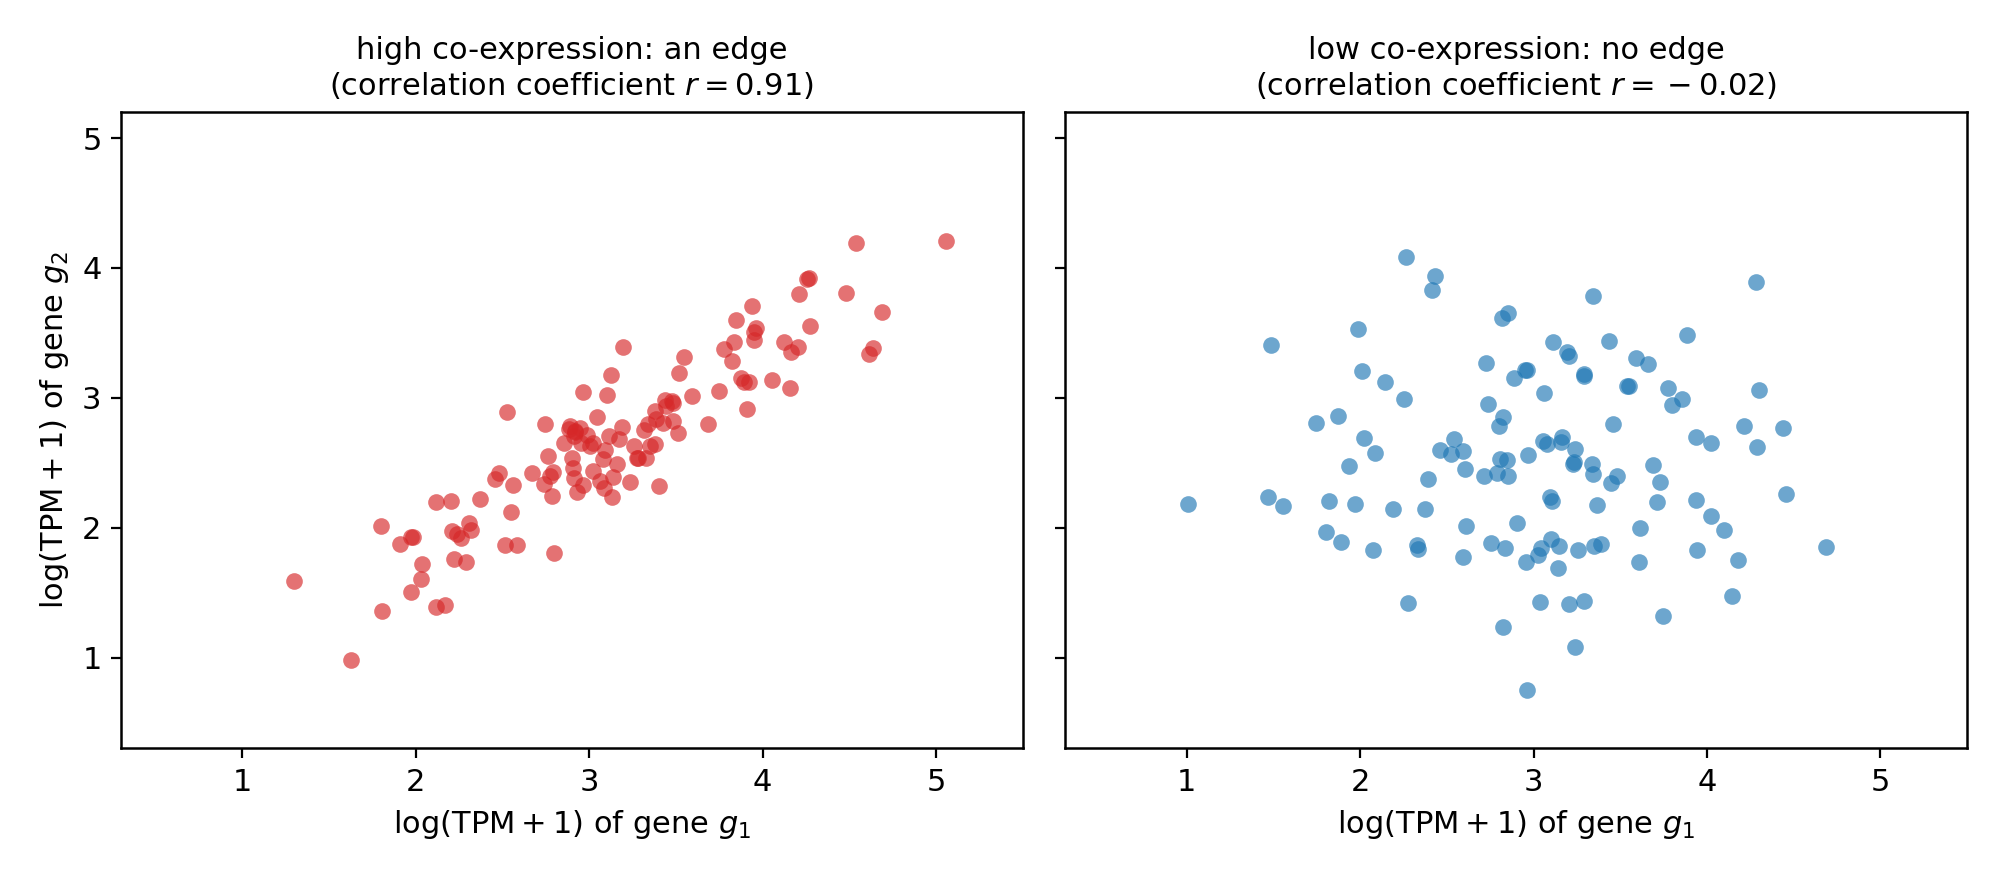 high co-expression: an edge
(correlation coefficient r = 0.91)
low co-expression: no edge
(correlation coefficient r = − 0.02)
log(TPM + 1) of gene g₂
5
4
3
2
1
1 2 3 4 5
log(TPM + 1) of gene g₁
1 2 3 4 5
log(TPM + 1) of gene g₁